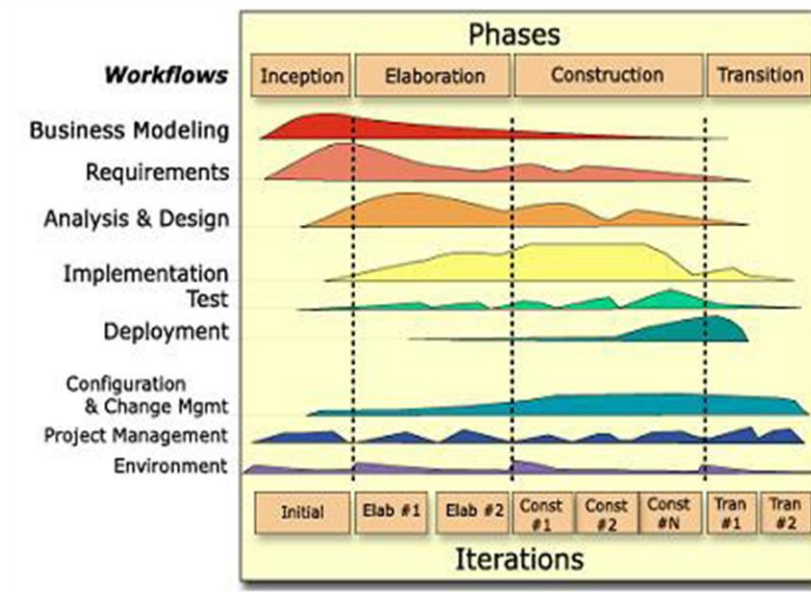 Phases
Workflows
Inception
Elaboration
Construction
Transition
Business Modeling
Requirements
Analysis & Design
Implementation
Test
Deployment
Configuration
& Change Mgmt
Project Management
Environment
Initial
Elab #1
Elab #2
Const
#1
Const
#2
Const
#N
Tran
#1
Tran
#2
Iterations